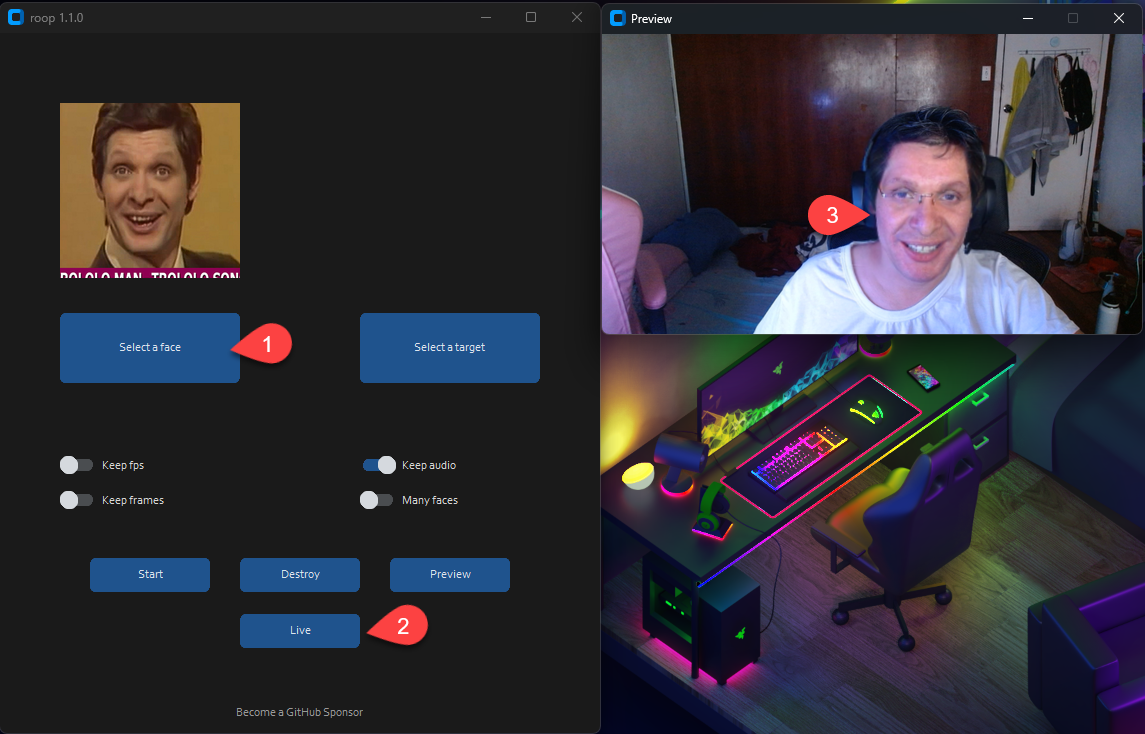 roop 1.1.0
Preview
3
ROLOLO MAN - TROLOLO SON
Select a face
1
Select a target
Keep fps
Keep audio
Keep frames
Many faces
Start
Destroy
Preview
Live
2
Become a GitHub Sponsor